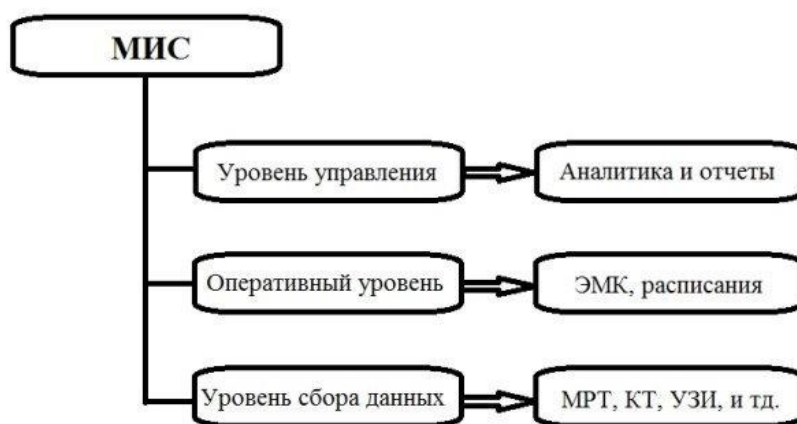 МИС
Уровень управления
Аналитика и отчеты
Оперативный уровень
ЭМК, расписания
Уровень сбора данных
МРТ, КТ, УЗИ, и тд.